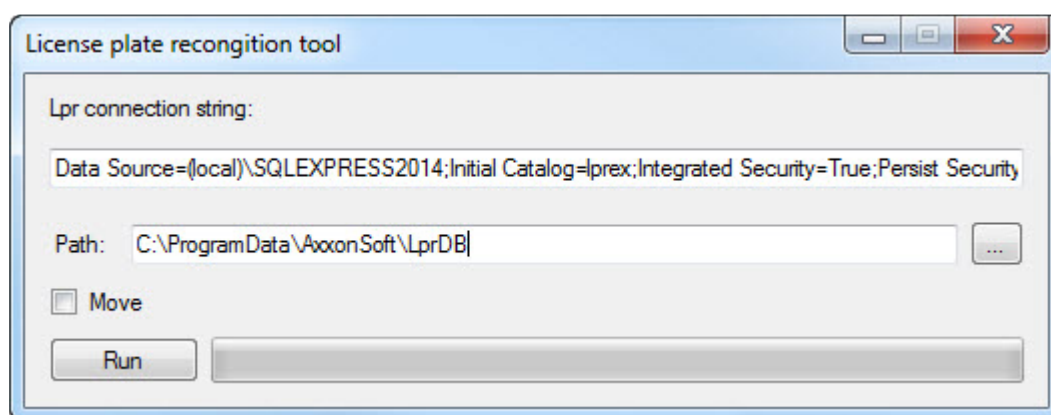 License plate recongition tool
Lpr connection string:
Data Source=(local)\SQLEXPRESS2014;Initial Catalog=lprex;Integrated Security=True;Persist Security
Path: C:\ProgramData\AxxonSoft\LprDB ...
Move
Run